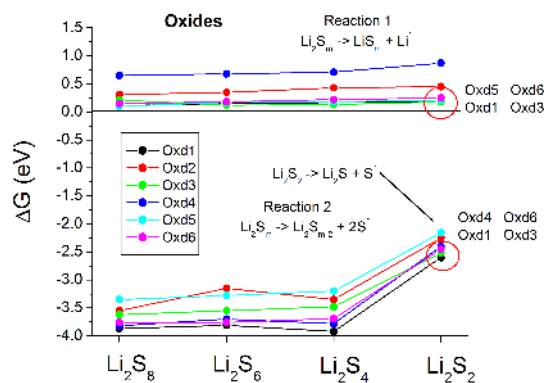 Oxides
Reaction 1
Li₂Sₘ -> LiSₙ + Li*
1.5
1.0
0.5
0.0
Oxd5 Oxd6
Oxd1 Oxd3
-0.5
-1.0
-1.5
-2.0
-2.5
-3.0
-3.5
-4.0
ΔG (eV)
Oxd1
Oxd2
Oxd3
Oxd4
Oxd5
Oxd6
Li₂S₂ -> Li₂S + S*
Reaction 2
Li₂Sₙ -> Li₂Sₘ₋₂ + 2S*
Oxd4 Oxd6
Oxd1 Oxd3
Li₂S₈
Li₂S₆
Li₂S₄
Li₂S₂